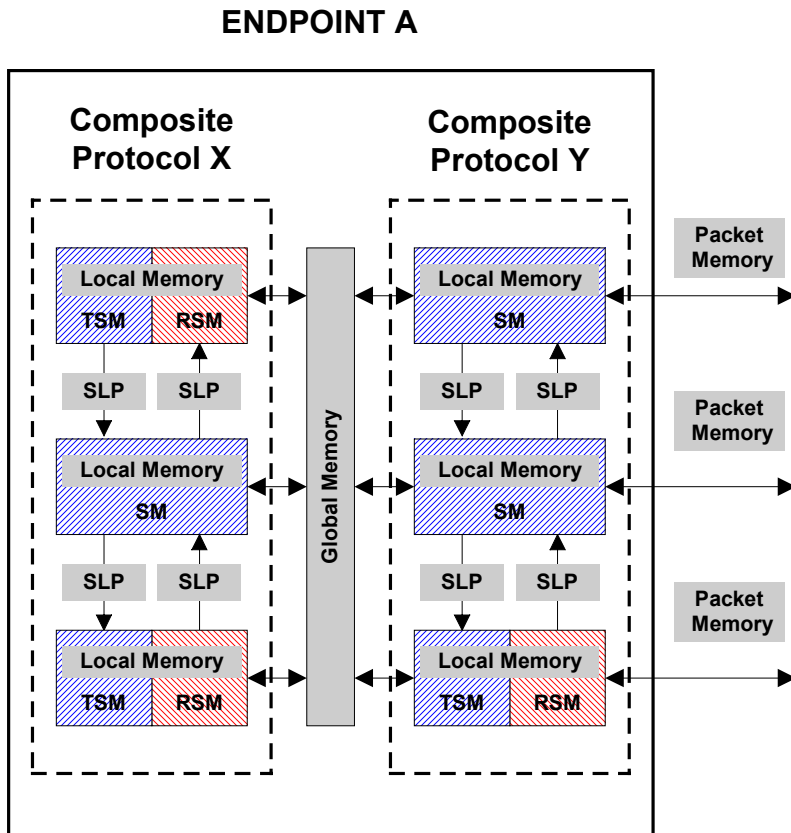 ENDPOINT A
Composite
Protocol X
Composite
Protocol Y
Packet
Memory
Local Memory
TSM
RSM
Local Memory
SM
SLP
SLP
SLP
SLP
Packet
Memory
Global Memory
Local Memory
SM
Local Memory
SM
SLP
SLP
SLP
SLP
Packet
Memory
Local Memory
TSM
RSM
Local Memory
TSM
RSM